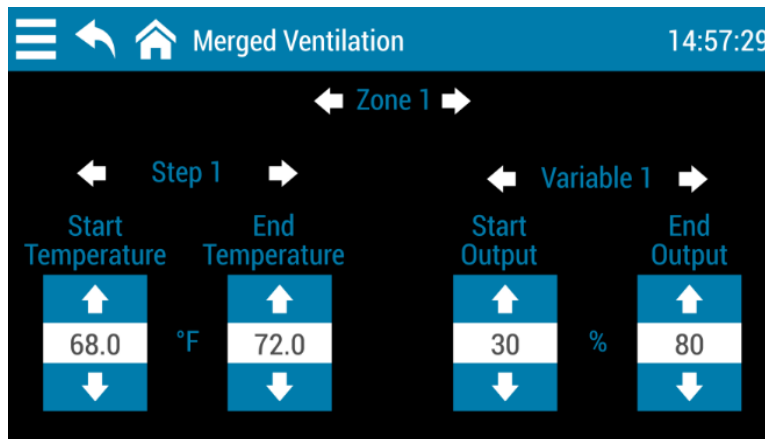 Merged Ventilation 14:57:29
Zone 1
Step 1 Variable 1
Start End Start End
Temperature Temperature Output Output
68.0 °F 72.0 30 % 80